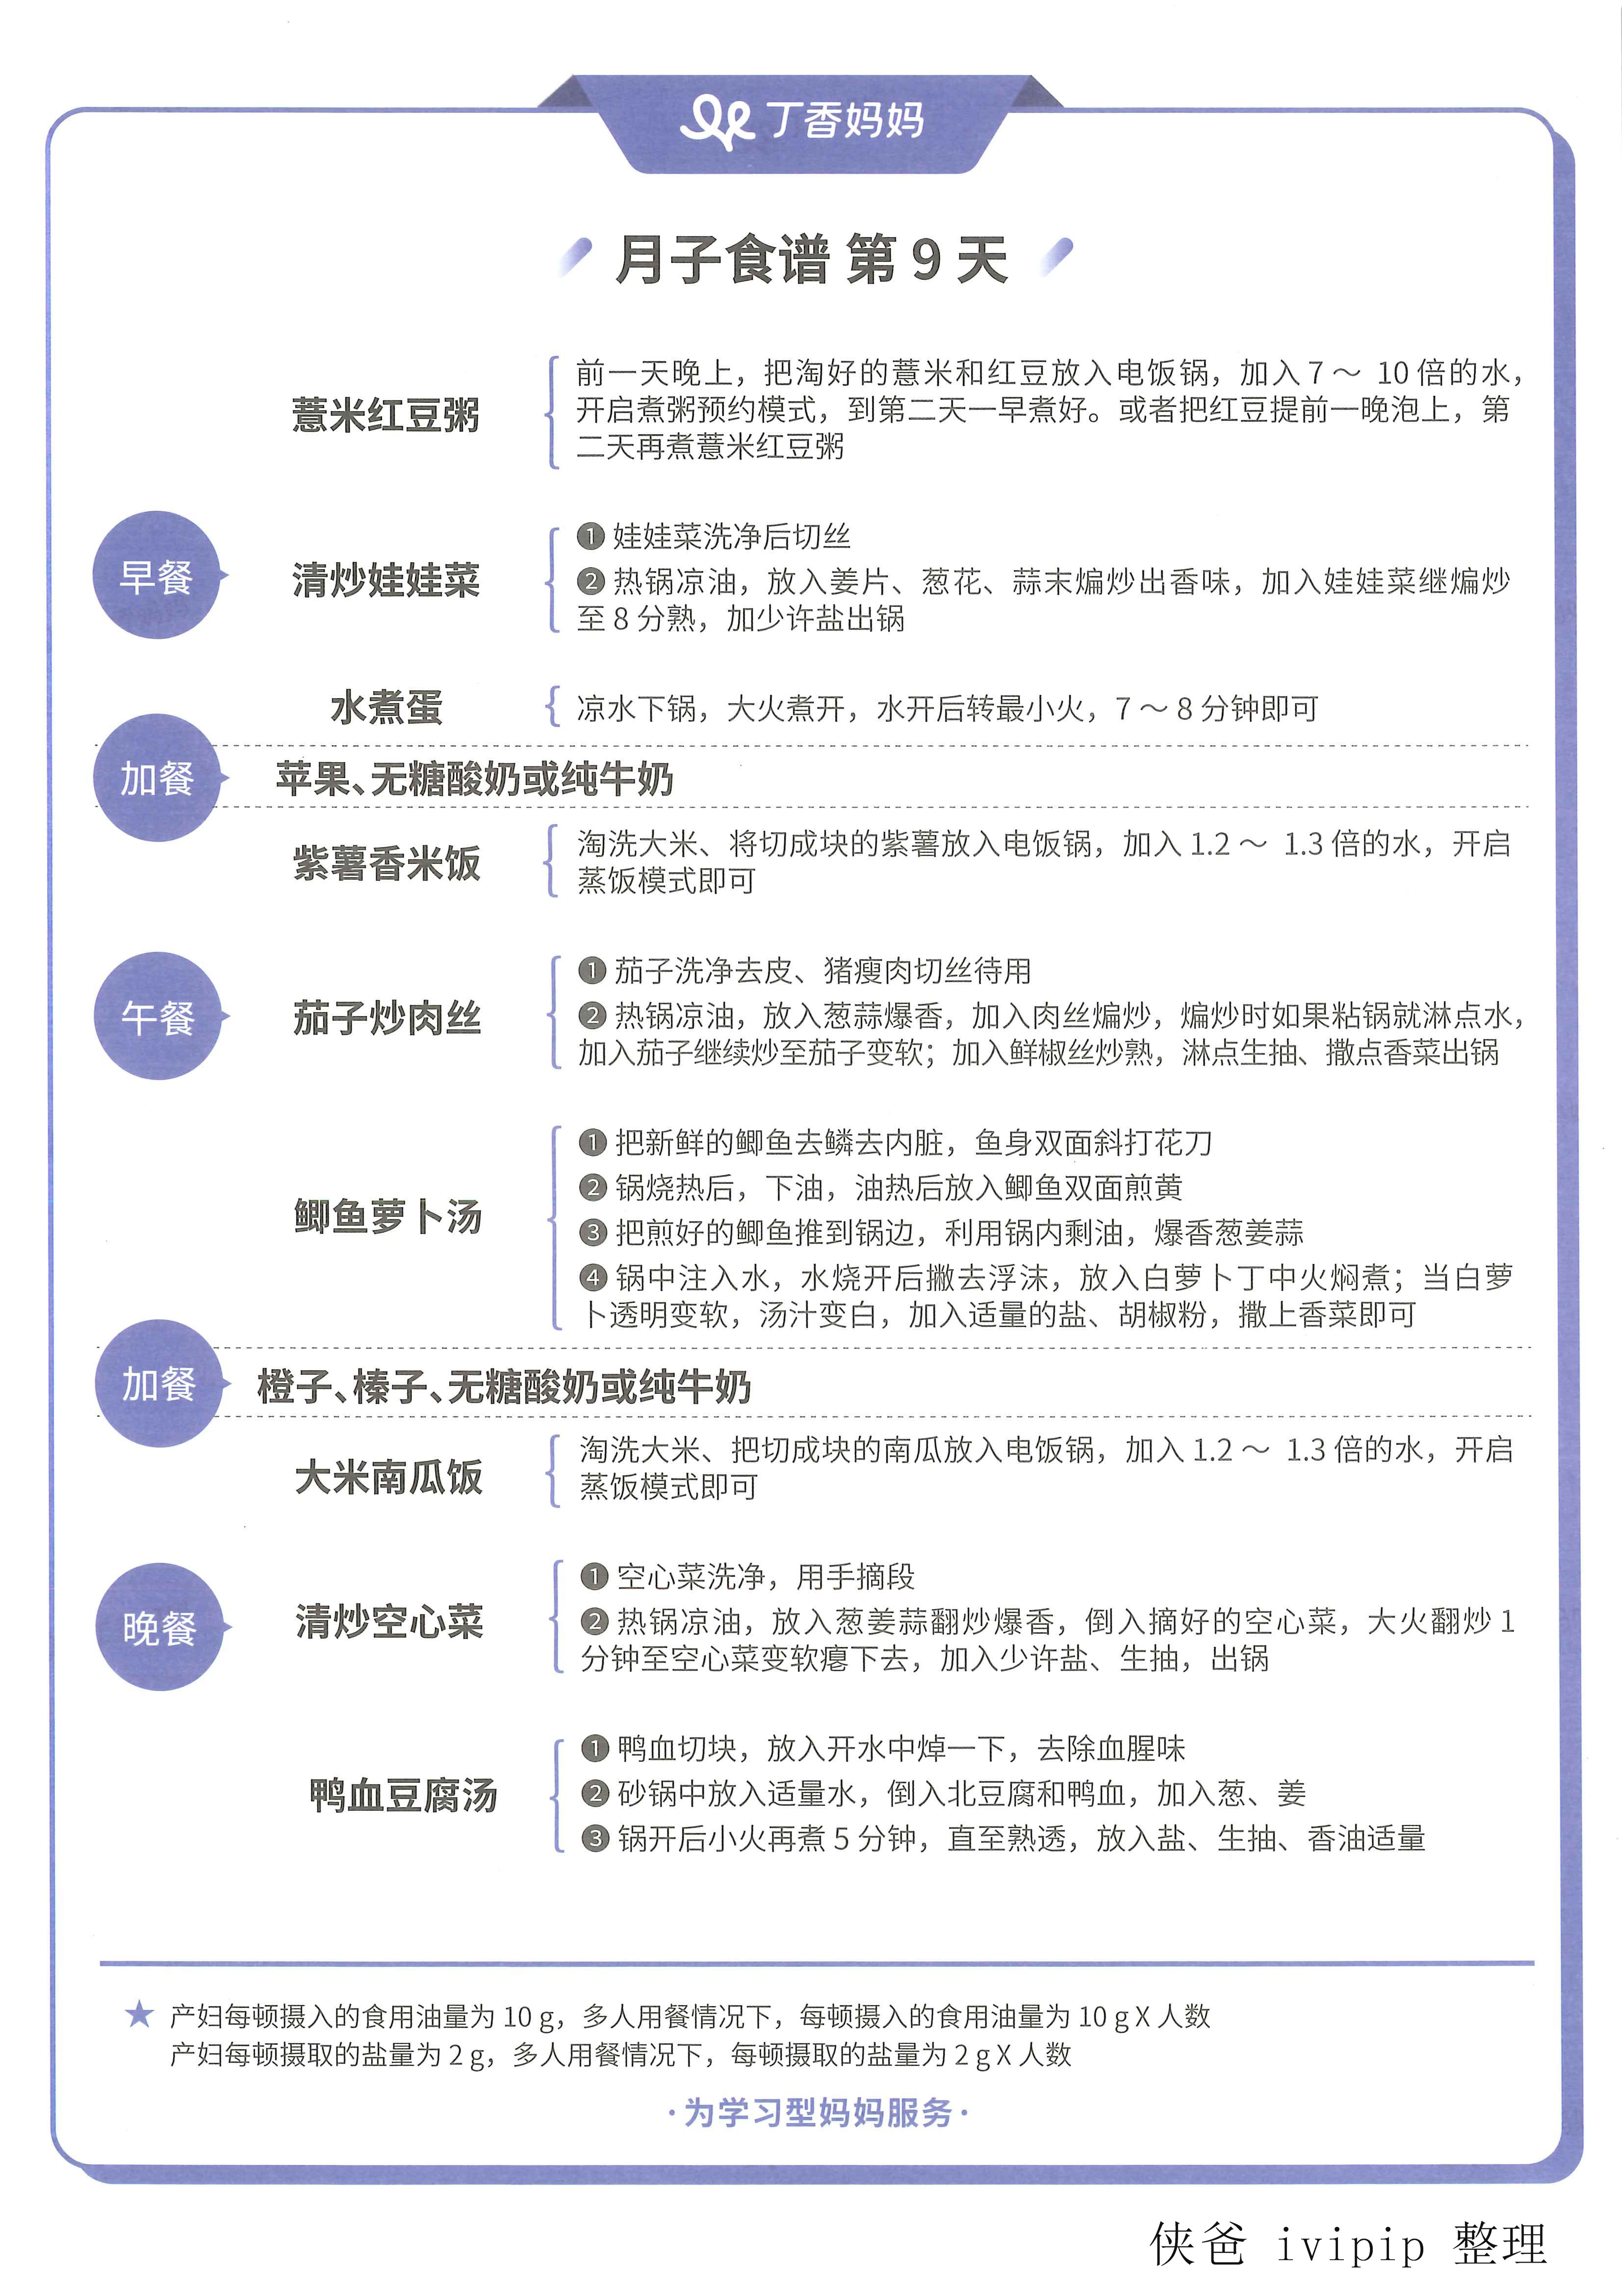 丁香妈妈
月子食谱 第 9 天
薏米红豆粥
前一天晚上，把淘好的薏米和红豆放入电饭锅，加入 7～ 10 倍的水，
开启煮粥预约模式，到第二天一早煮好。或者把红豆提前一晚泡上，第
二天再煮薏米红豆粥
早餐
清炒娃娃菜
❶ 娃娃菜洗净后切丝
❷ 热锅凉油，放入姜片、葱花、蒜末煸炒出香味，加入娃娃菜继煸炒
至 8 分熟，加少许盐出锅
水煮蛋
凉水下锅，大火煮开，水开后转最小火，7～8 分钟即可
加餐
苹果、无糖酸奶或纯牛奶
紫薯香米饭
淘洗大米、将切成块的紫薯放入电饭锅，加入 1.2～ 1.3 倍的水，开启
蒸饭模式即可
午餐
茄子炒肉丝
❶ 茄子洗净去皮、猪瘦肉切丝待用
❷ 热锅凉油，放入葱蒜爆香，加入肉丝煸炒，煸炒时如果粘锅就淋点水，
加入茄子继续炒至茄子变软；加入鲜椒丝炒熟，淋点生抽、撒点香菜出锅
鲫鱼萝卜汤
❶ 把新鲜的鲫鱼去鳞去内脏，鱼身双面斜打花刀
❷ 锅烧热后，下油，油热后放入鲫鱼双面煎黄
❸ 把煎好的鲫鱼推到锅边，利用锅内剩油，爆香葱姜蒜
❹ 锅中注入水，水烧开后撇去浮沫，放入白萝卜丁中火焖煮；当白萝
卜透明变软，汤汁变白，加入适量的盐、胡椒粉，撒上香菜即可
加餐
橙子、榛子、无糖酸奶或纯牛奶
大米南瓜饭
淘洗大米、把切成块的南瓜放入电饭锅，加入 1.2～ 1.3 倍的水，开启
蒸饭模式即可
晚餐
清炒空心菜
❶ 空心菜洗净，用手摘段
❷ 热锅凉油，放入葱姜蒜翻炒爆香，倒入摘好的空心菜，大火翻炒 1
分钟至空心菜变软瘪下去，加入少许盐、生抽，出锅
鸭血豆腐汤
❶ 鸭血切块，放入开水中焯一下，去除血腥味
❷ 砂锅中放入适量水，倒入北豆腐和鸭血，加入葱、姜
❸ 锅开后小火再煮 5 分钟，直至熟透，放入盐、生抽、香油适量
★ 产妇每顿摄入的食用油量为 10 g，多人用餐情况下，每顿摄入的食用油量为 10 g X 人数
产妇每顿摄取的盐量为 2 g，多人用餐情况下，每顿摄取的盐量为 2 g X 人数
·为学习型妈妈服务·
侠爸 ivipip 整理